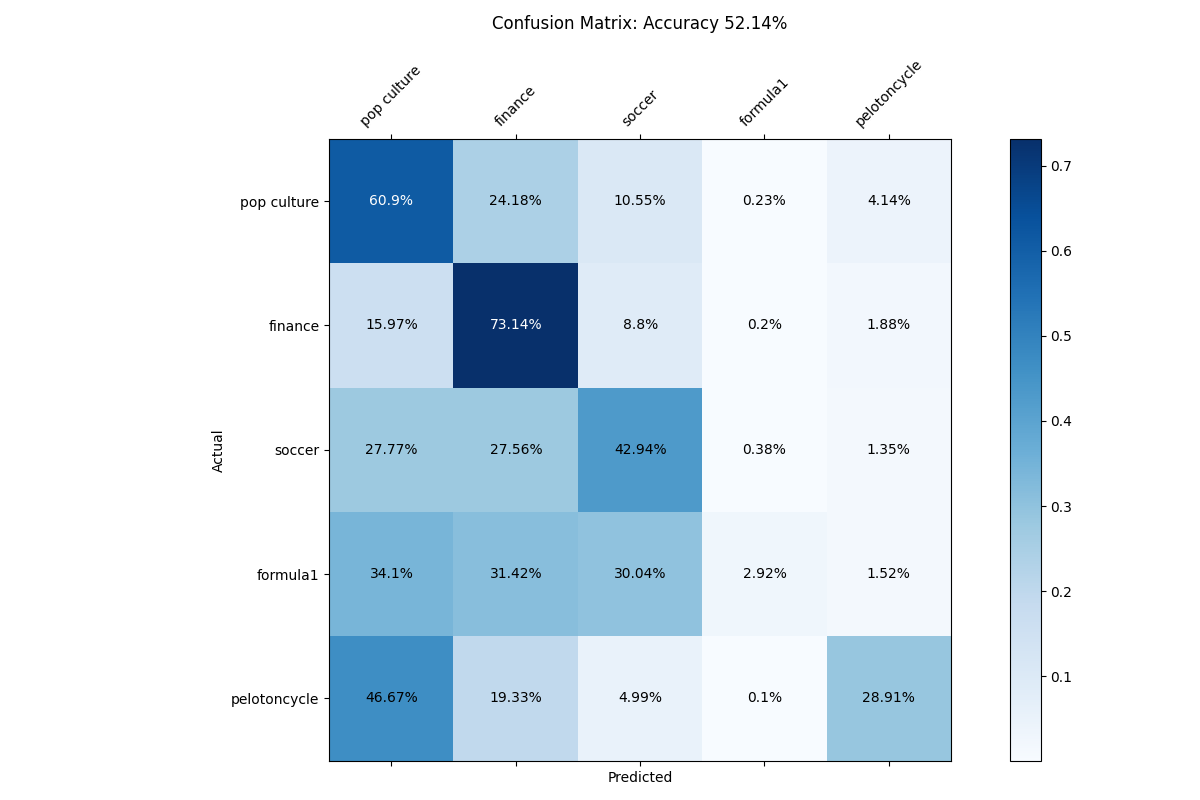 Confusion Matrix: Accuracy 52.14%
pop culture
finance
soccer
formula1
pelotoncycle
pop culture 60.9% 24.18% 10.55% 0.23% 4.14%
finance 15.97% 73.14% 8.8% 0.2% 1.88%
soccer 27.77% 27.56% 42.94% 0.38% 1.35%
formula1 34.1% 31.42% 30.04% 2.92% 1.52%
pelotoncycle 46.67% 19.33% 4.99% 0.1% 28.91%
Actual
Predicted
0.7
0.6
0.5
0.4
0.3
0.2
0.1